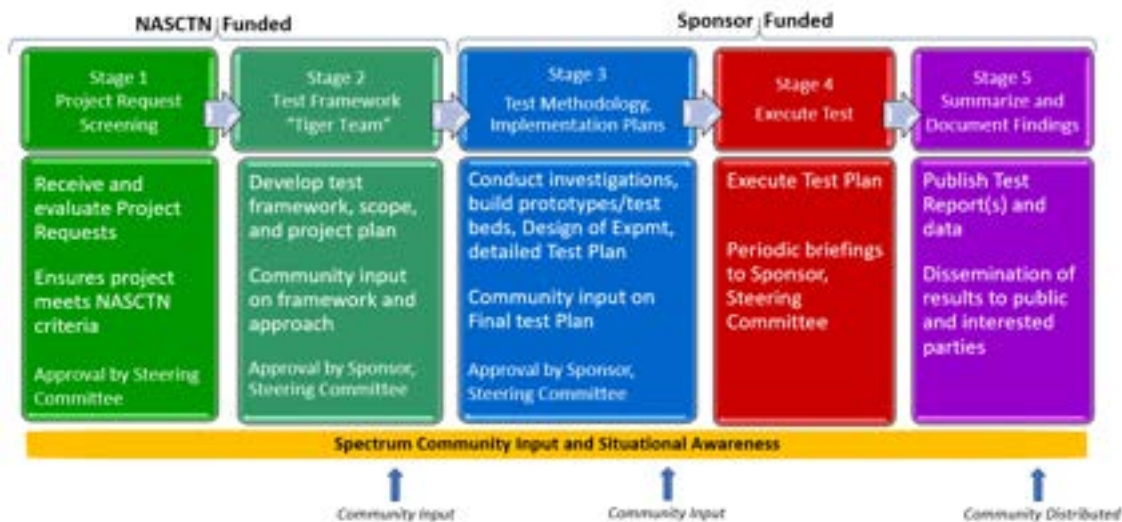 NASCTN Funded
Sponsor Funded
Stage 1
Project Request
Screening
Stage 2
Test Framework
"Tiger Team"
Stage 3
Test Methodology,
Implementation Plans
Stage 4
Execute Test
Stage 5
Summarize and
Document Findings
Receive and
evaluate Project
Requests
Ensures project
meets NASCTN
criteria
Approval by Steering
Committee
Develop test
framework, scope,
and project plan
Community input
on framework and
approach
Approval by Sponsor,
Steering Committee
Conduct investigations,
build prototypes/test
beds, Design of Expmt,
detailed Test Plan
Community input on
Final test Plan
Approval by Sponsor,
Steering Committee
Execute Test Plan
Periodic briefings
to Sponsor,
Steering
Committee
Publish Test
Report(s) and
data
Dissemination of
results to public
and interested
parties
Spectrum Community Input and Situational Awareness
Community Input
Community Input
Community Distributed